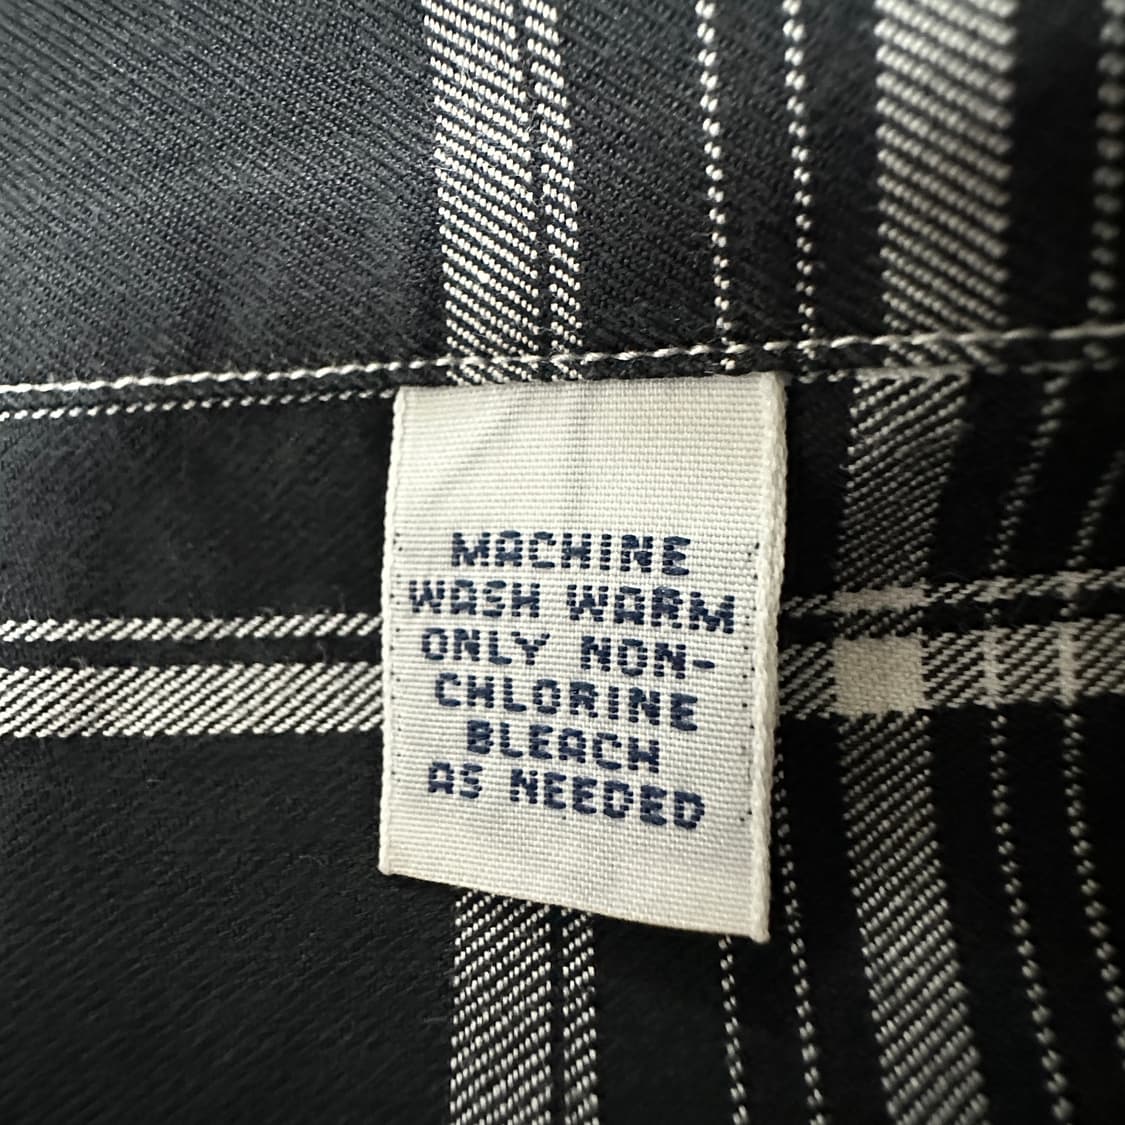 MACHINE
WASH WARM
ONLY NON-
CHLORINE
BLEACH
AS NEEDED